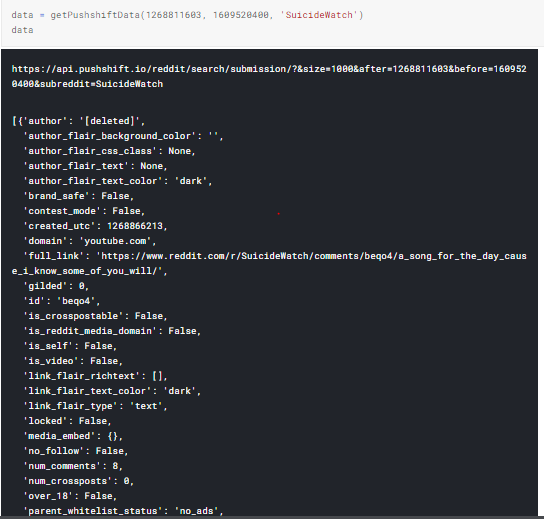 data = getPushshiftData(1268811603, 1609520400, 'SuicideWatch')
data
https://api.pushshift.io/reddit/search/submission/?&size=1000&after=1268811603&before=160952
0400&subreddit=SuicideWatch
[{'author': '[deleted]',
'author_flair_background_color': '',
'author_flair_css_class': None,
'author_flair_text': None,
'author_flair_text_color': 'dark',
'brand_safe': False,
'contest_mode': False,
'created_utc': 1268866213,
'domain': 'youtube.com',
'full_link': 'https://www.reddit.com/r/SuicideWatch/comments/beqo4/a_song_for_the_day_caus
e_i_know_some_of_you_will/',
'gilded': 0,
'id': 'beqo4',
'is_crosspostable': False,
'is_reddit_media_domain': False,
'is_self': False,
'is_video': False,
'link_flair_richtext': [],
'link_flair_text_color': 'dark',
'link_flair_type': 'text',
'locked': False,
'media_embed': {},
'no_follow': False,
'num_comments': 8,
'num_crossposts': 0,
'over_18': False,
'parent_whitelist_status': 'no_ads',